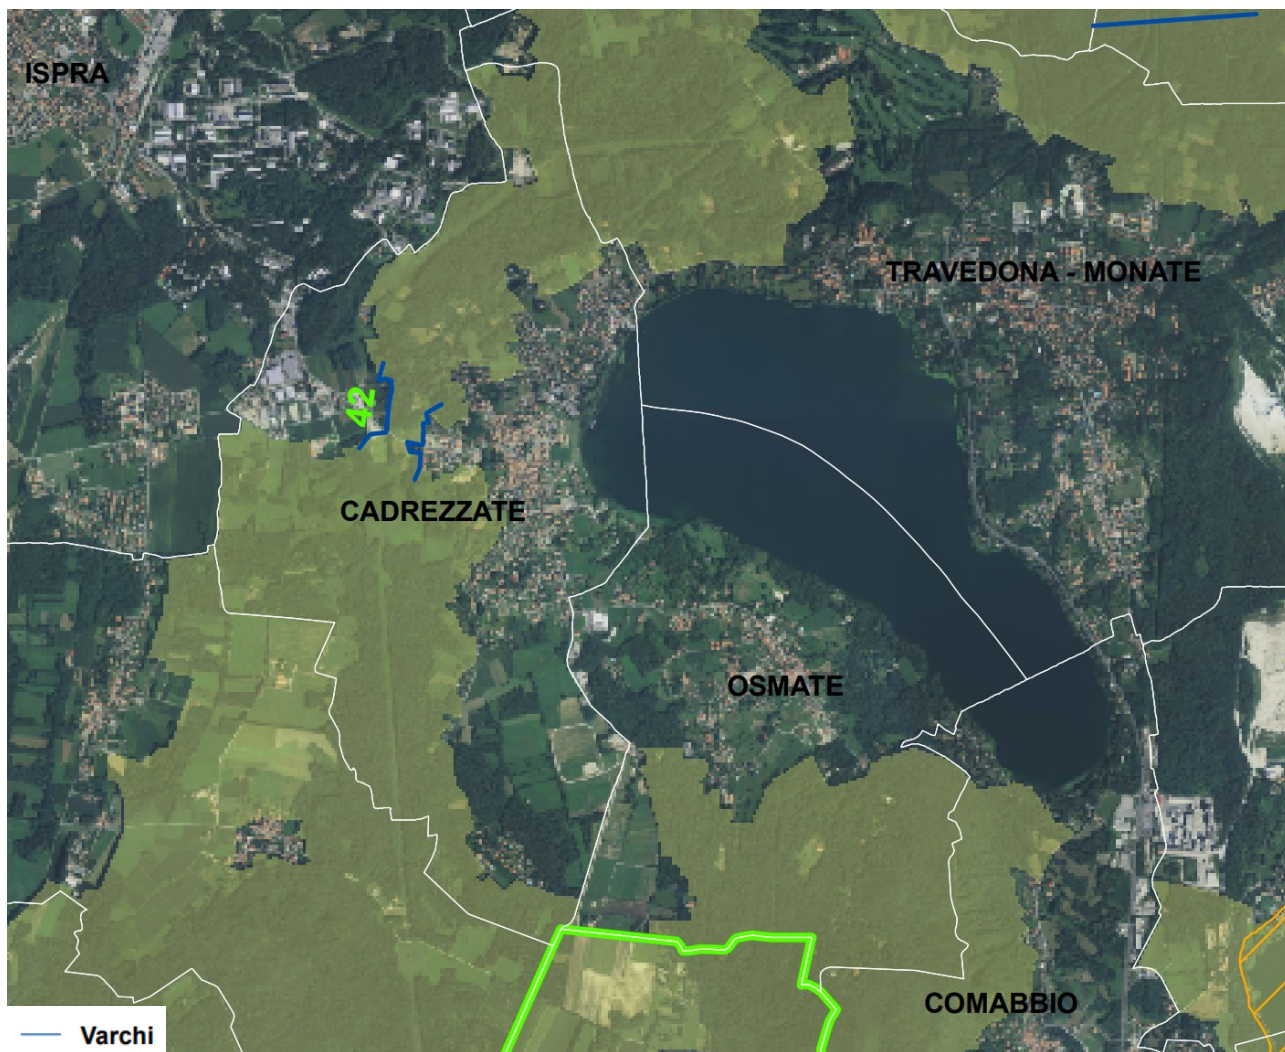 ISPRA
TRAVEDONA - MONATE
42
CADREZZATE
OSMATE
COMABBIO
Varchi